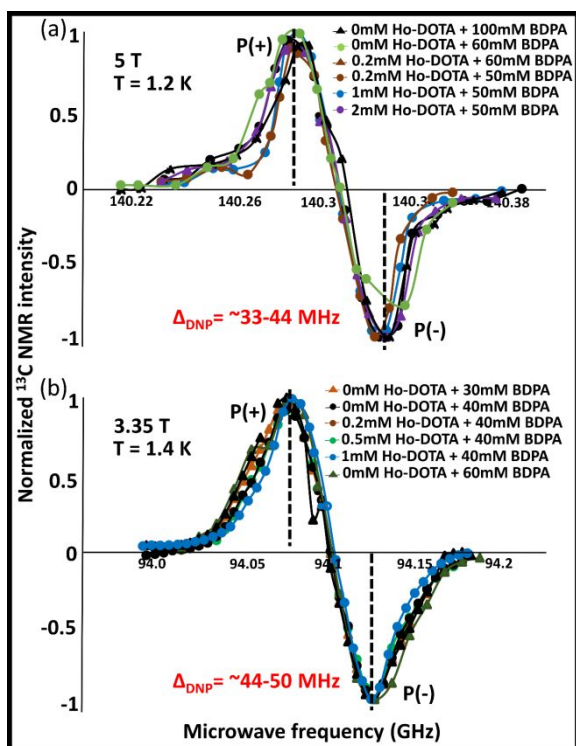 (a)
5 T
T = 1.2 K
P(+)
0mM Ho-DOTA + 100mM BDPA
0mM Ho-DOTA + 60mM BDPA
0.2mM Ho-DOTA + 60mM BDPA
0.2mM Ho-DOTA + 50mM BDPA
1mM Ho-DOTA + 50mM BDPA
2mM Ho-DOTA + 50mM BDPA
1
0.5
0
-0.5
-1
140.22
140.26
140.3
140.34
140.38
ΔDNP = ~33-44 MHz
P(-)
Normalized 13C NMR intensity
(b)
3.35 T
T = 1.4 K
P(+)
0mM Ho-DOTA + 30mM BDPA
0mM Ho-DOTA + 40mM BDPA
0.2mM Ho-DOTA + 40mM BDPA
0.5mM Ho-DOTA + 40mM BDPA
1mM Ho-DOTA + 40mM BDPA
0mM Ho-DOTA + 60mM BDPA
1
0.5
0
-0.5
-1
94.0
94.05
94.1
94.15
94.2
ΔDNP = ~44-50 MHz
P(-)
Microwave frequency (GHz)